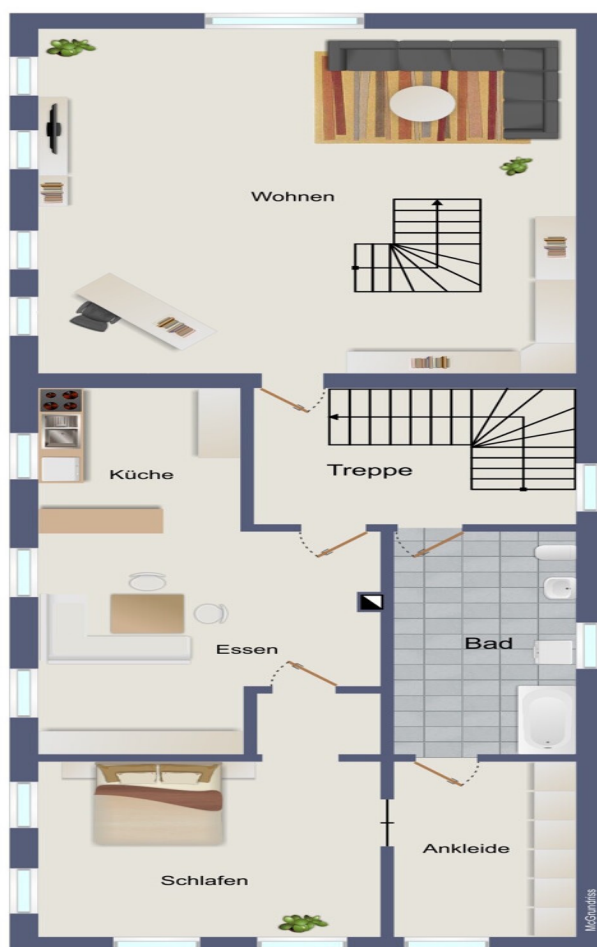 Wohnen
Küche
Treppe
Essen
Bad
Ankleide
Schlafen
McGrundriss